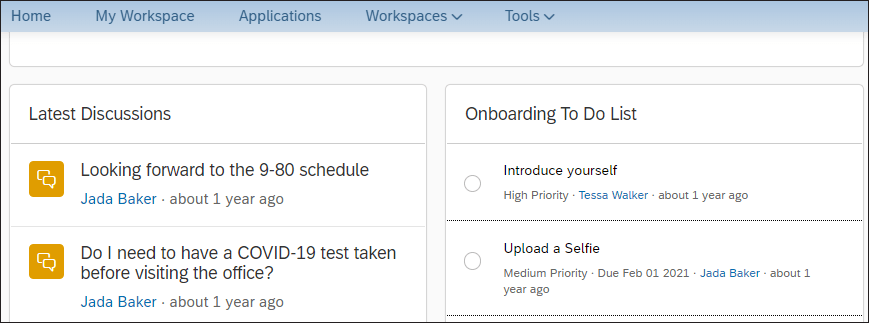 Home My Workspace Applications Workspaces Tools
Latest Discussions
Looking forward to the 9-80 schedule
Jada Baker · about 1 year ago
Do I need to have a COVID-19 test taken
before visiting the office?
Jada Baker · about 1 year ago
Onboarding To Do List
Introduce yourself
High Priority · Tessa Walker · about 1 year ago
Upload a Selfie
Medium Priority · Due Feb 01 2021 · Jada Baker · about 1
year ago